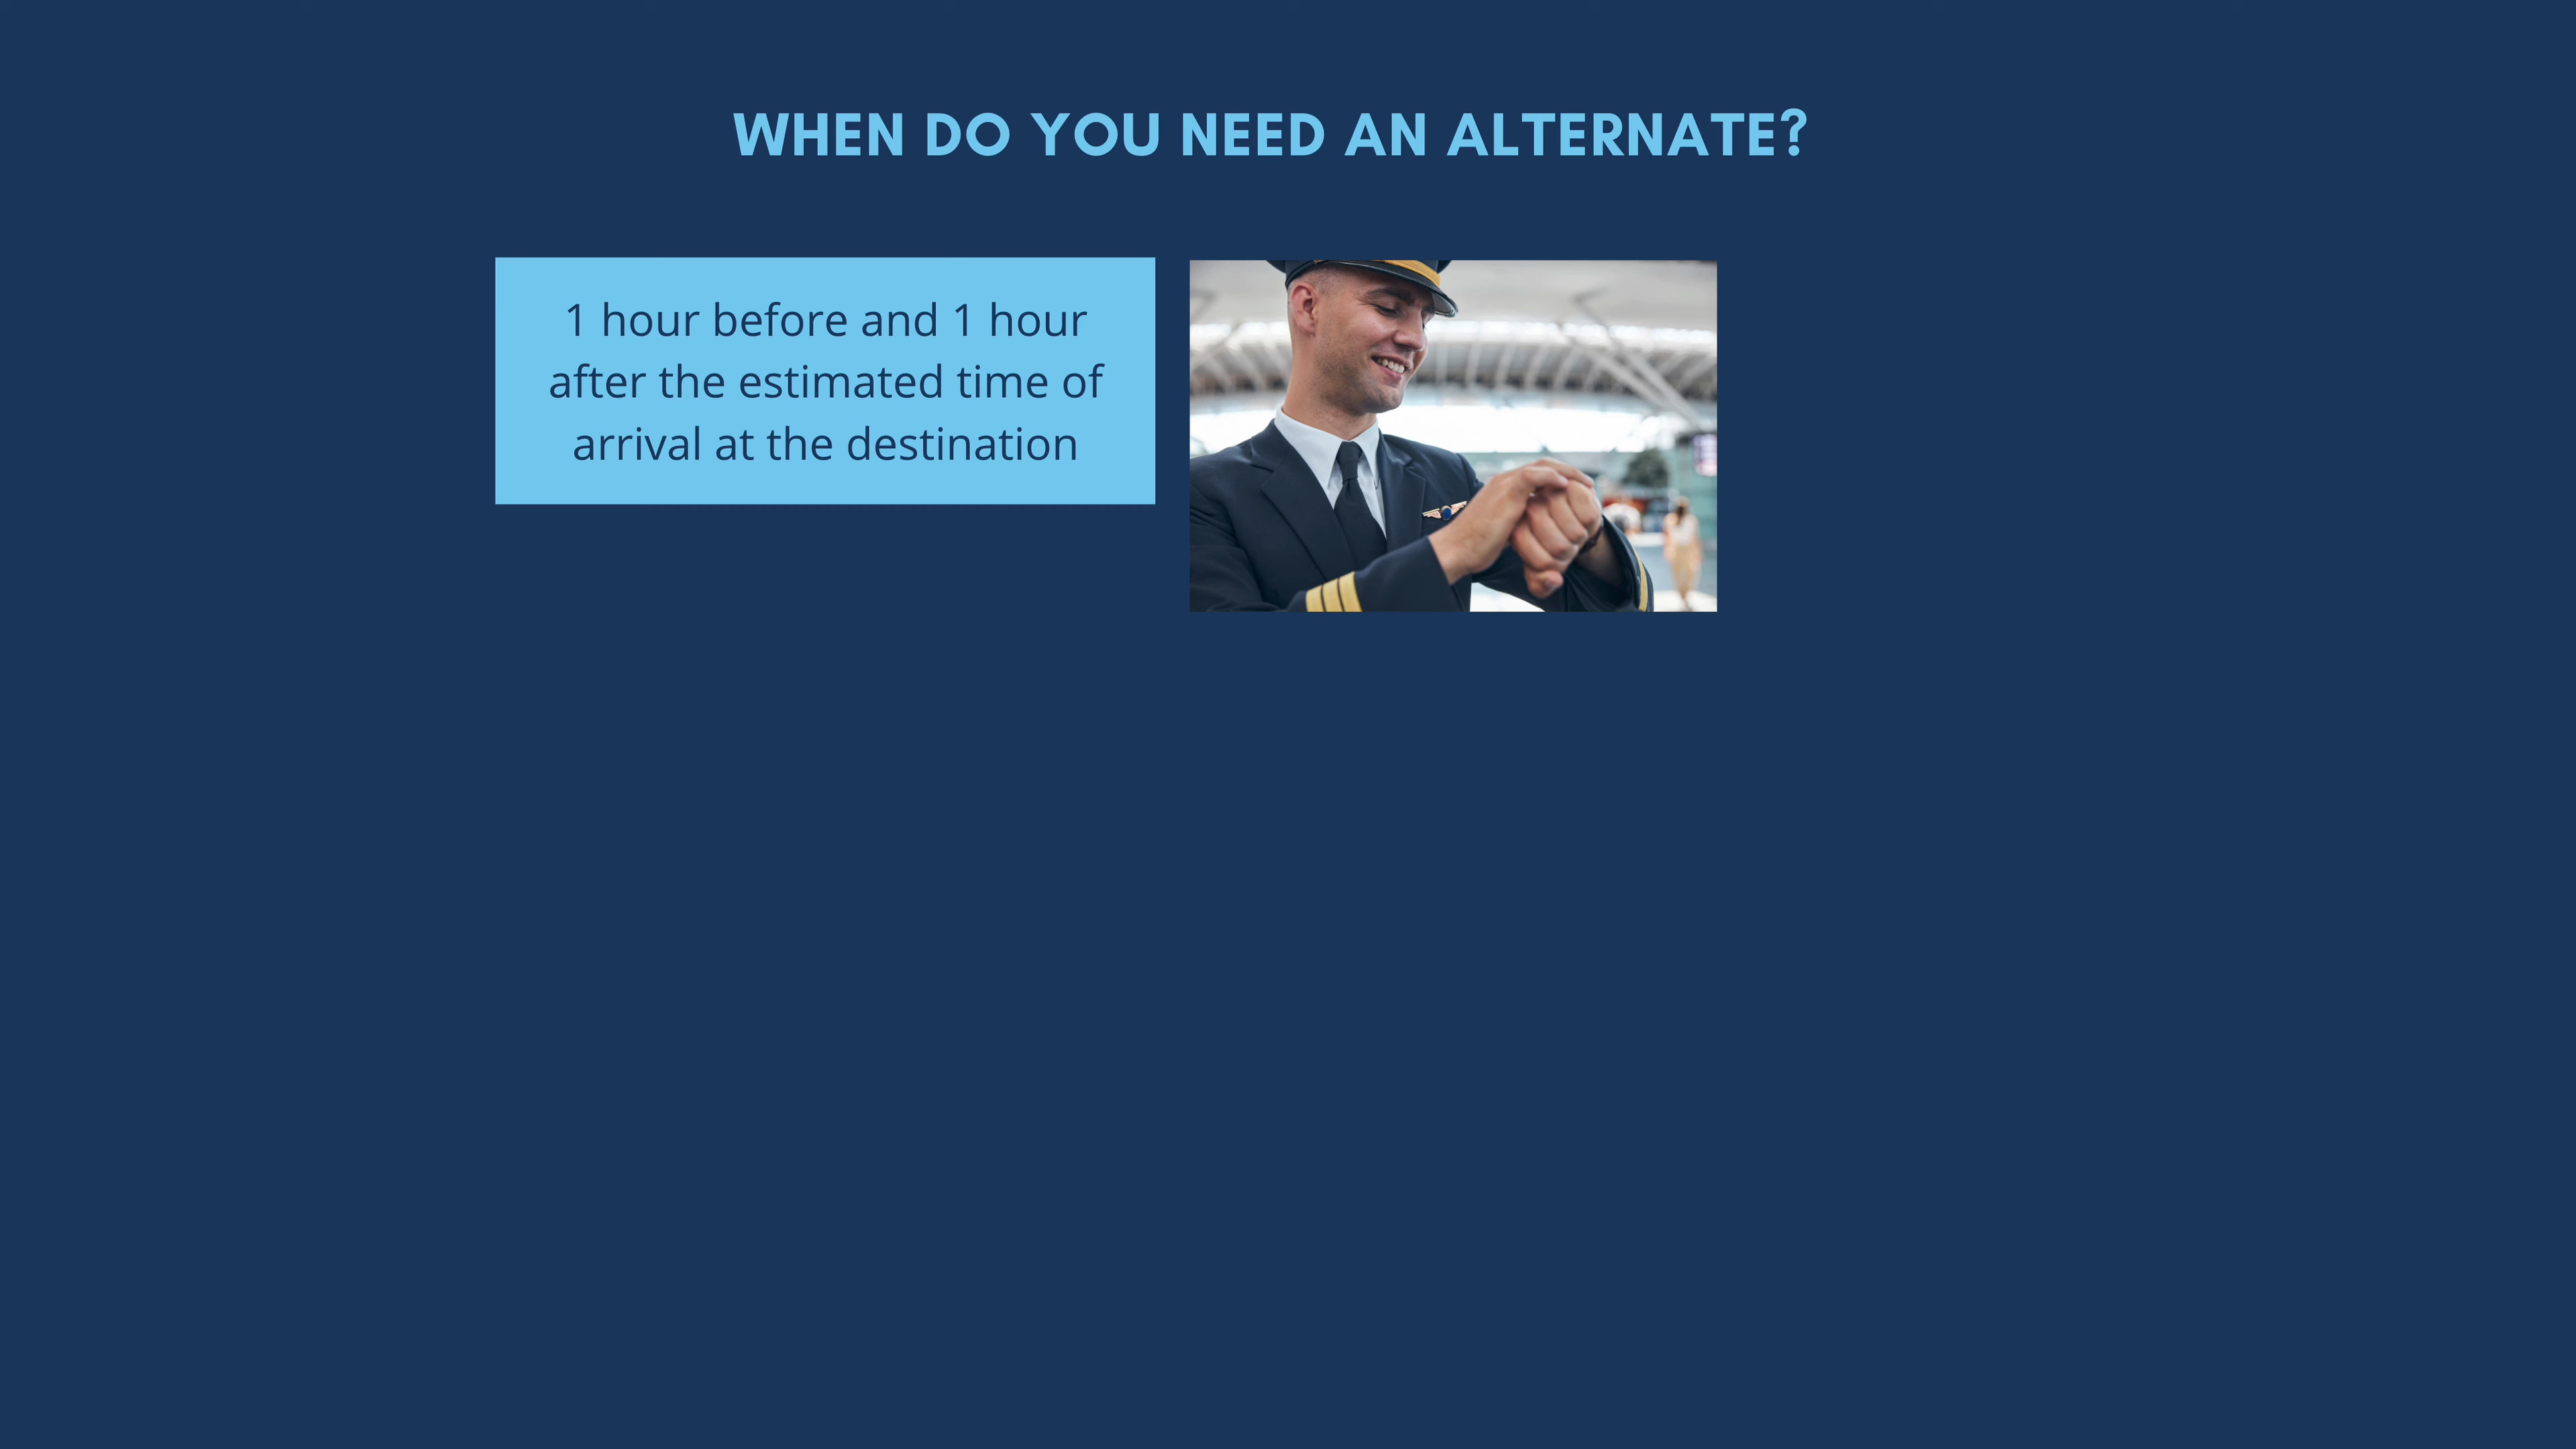 WHEN DO YOU NEED AN ALTERNATE?
1 hour before and 1 hour
after the estimated time of
arrival at the destination